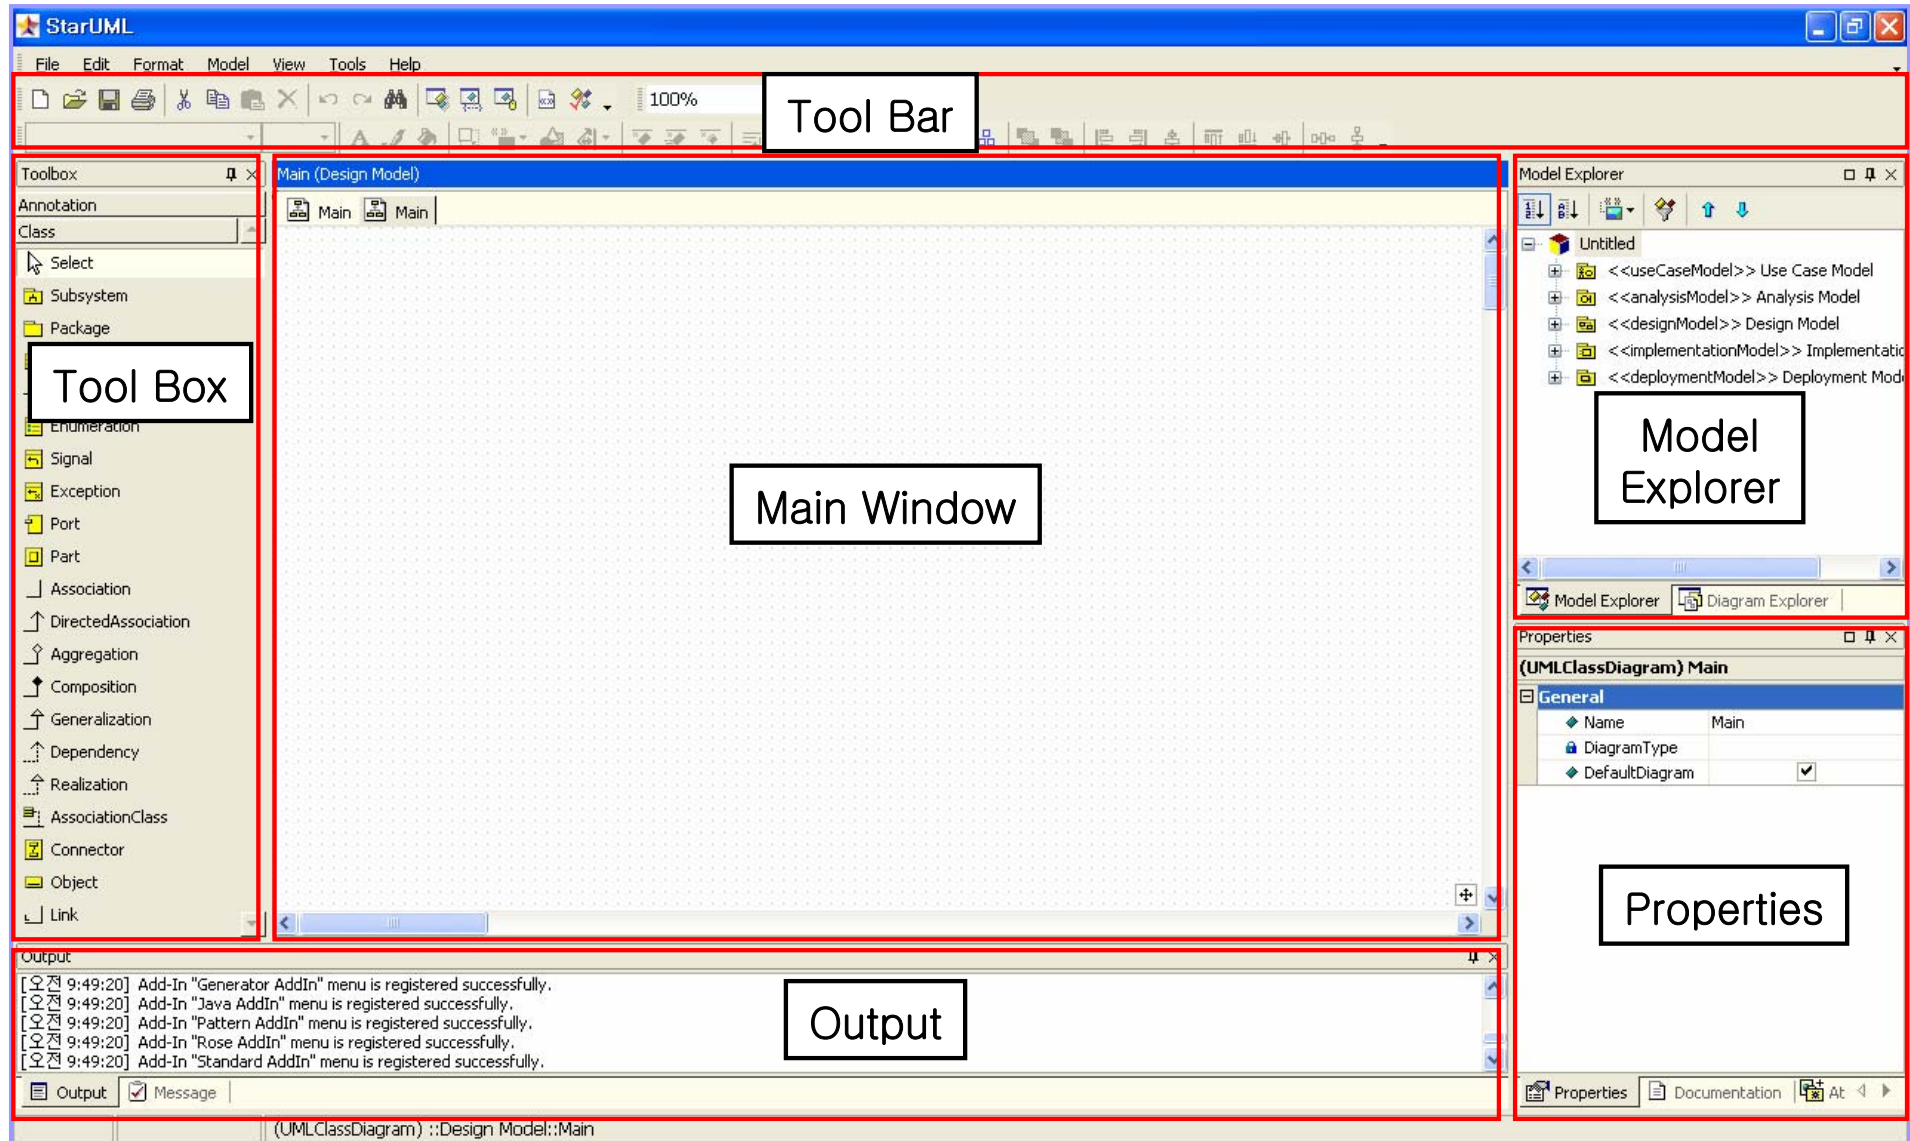 StarUML
File Edit Format Model View Tools Help
100%
Tool Bar
Toolbox
Annotation
Class
Select
Subsystem
Package
Tool Box
Enumeration
Signal
Exception
Port
Part
Association
DirectedAssociation
Aggregation
Composition
Generalization
Dependency
Realization
AssociationClass
Connector
Object
Link
Main (Design Model)
Main Main
Main Window
Model Explorer
Untitled
<<useCaseModel>> Use Case Model
<<analysisModel>> Analysis Model
<<designModel>> Design Model
<<implementationModel>> Implementatio
<<deploymentModel>> Deployment Mod
Model
Explorer
Model Explorer Diagram Explorer
Properties
(UMLClassDiagram) Main
General
Name Main
DiagramType
DefaultDiagram
Properties
Properties Documentation At
Output
[오전 9:49:20] Add-In "Generator AddIn" menu is registered successfully.
[오전 9:49:20] Add-In "Java AddIn" menu is registered successfully.
[오전 9:49:20] Add-In "Pattern AddIn" menu is registered successfully.
[오전 9:49:20] Add-In "Rose AddIn" menu is registered successfully.
[오전 9:49:20] Add-In "Standard AddIn" menu is registered successfully.
Output
Output Message
(UMLClassDiagram) ::Design Model::Main